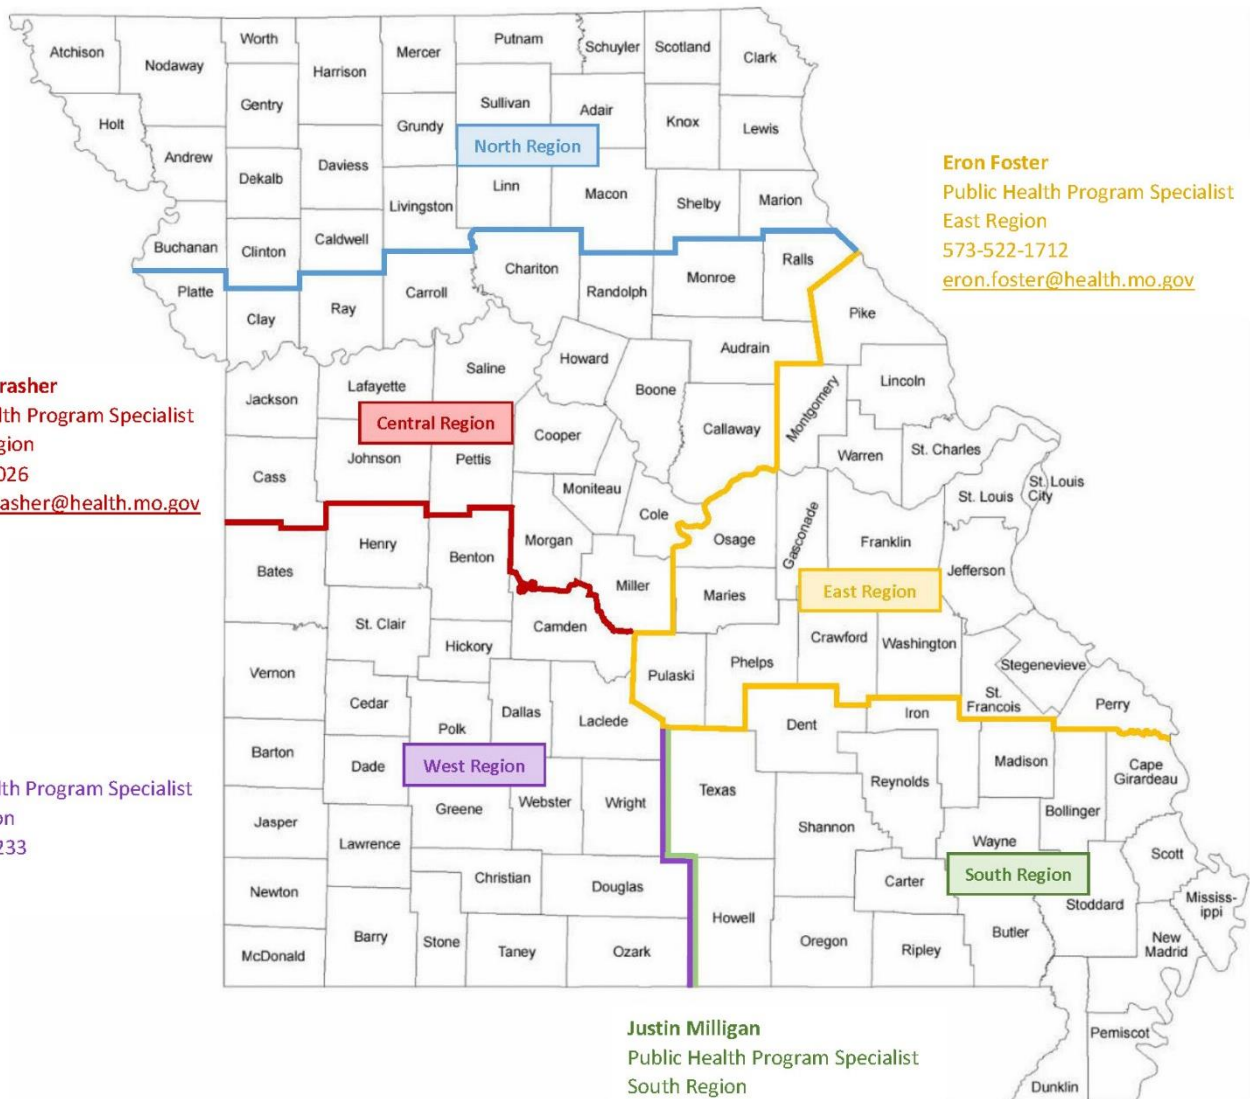 Atchison
Nodaway
Worth
Gentry
Harrison
Mercer
Putnam
Schuyler
Scotland
Clark
Holt
Andrew
Dekalb
Daviess
Grundy
Sullivan
Adair
Knox
Lewis
North Region
Livingston
Linn
Macon
Shelby
Marion
Buchanan
Clinton
Caldwell
Platte
Clay
Ray
Carroll
Chariton
Randolph
Monroe
Ralls
Pike
Eron Foster
Public Health Program Specialist
East Region
573-522-1712
eron.foster@health.mo.gov
Audrain
Howard
Boone
Saline
Lafayette
Jackson
Callaway
Montgomery
Lincoln
Warren
St. Charles
St. Louis
St. Louis
City
rasher
lth Program Specialist
gion
026
asher@health.mo.gov
Central Region
Cass
Johnson
Pettis
Cooper
Moniteau
Cole
Osage
Gasconade
Franklin
Jefferson
Bates
Henry
Benton
Morgan
Miller
Maries
East Region
St. Clair
Hickory
Camden
Pulaski
Phelps
Crawford
Washington
Stegenevieve
St.
Francois
Perry
Vernon
Cedar
Polk
Dallas
Laclede
Dent
Iron
Madison
Cape
Girardeau
Barton
Dade
West Region
Greene
Webster
Wright
Texas
Reynolds
Bollinger
lth Program Specialist
on
233
Jasper
Lawrence
Christian
Douglas
Shannon
Wayne
Scott
Carter
South Region
Stoddard
Mississ-
ippi
Newton
McDonald
Barry
Stone
Taney
Ozark
Howell
Oregon
Ripley
Butler
New
Madrid
Pemiscot
Dunklin
Justin Milligan
Public Health Program Specialist
South Region